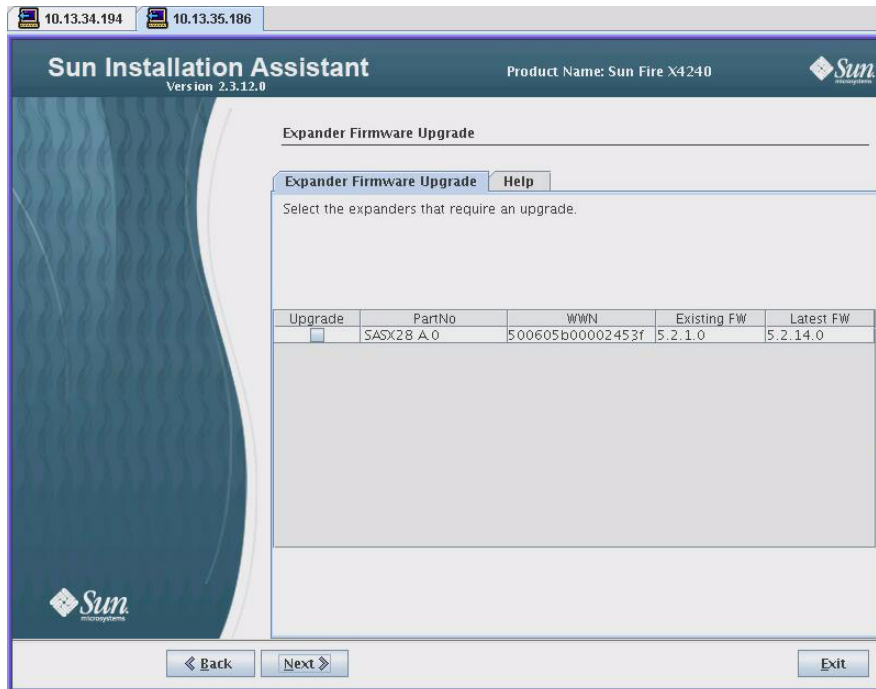 10.13.34.194 10.13.35.186
Sun Installation Assistant
Version 2.3.12.0
Product Name: Sun Fire X4240
Sun
microsystems
Expander Firmware Upgrade
Expander Firmware Upgrade Help
Select the expanders that require an upgrade.
Upgrade PartNo WWN Existing FW Latest FW
SASX28 A.0 500605b00002453f 5.2.1.0 5.2.14.0
Sun
microsystems
Back Next Exit